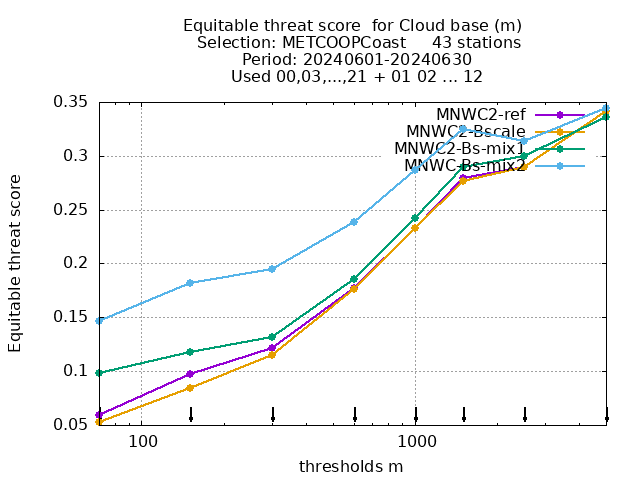 Equitable threat score  for Cloud base (m)
Selection: METCOOPCoast     43 stations
Period: 20240601-20240630
Used 00,03,...,21 + 01 02 ... 12
0.35
0.3
0.25
0.2
0.15
0.1
0.05
Equitable threat score
MNWC2-ref
MNWC2-Bscale
MNWC2-Bs-mix1
MNWC-Bs-mix2
100
1000
thresholds m